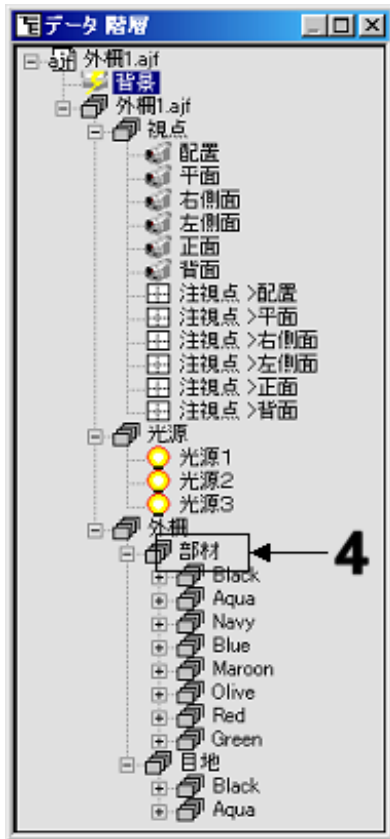 データ 階層
外柵1.ajf
背景
外柵1.ajf
視点
配置
平面
右側面
左側面
正面
背面
注視点 >配置
注視点 >平面
注視点 >右側面
注視点 >左側面
注視点 >正面
注視点 >背面
光源
光源1
光源2
光源3
外柵
部材 4
Black
Aqua
Navy
Blue
Maroon
Olive
Red
Green
目地
Black
Aqua